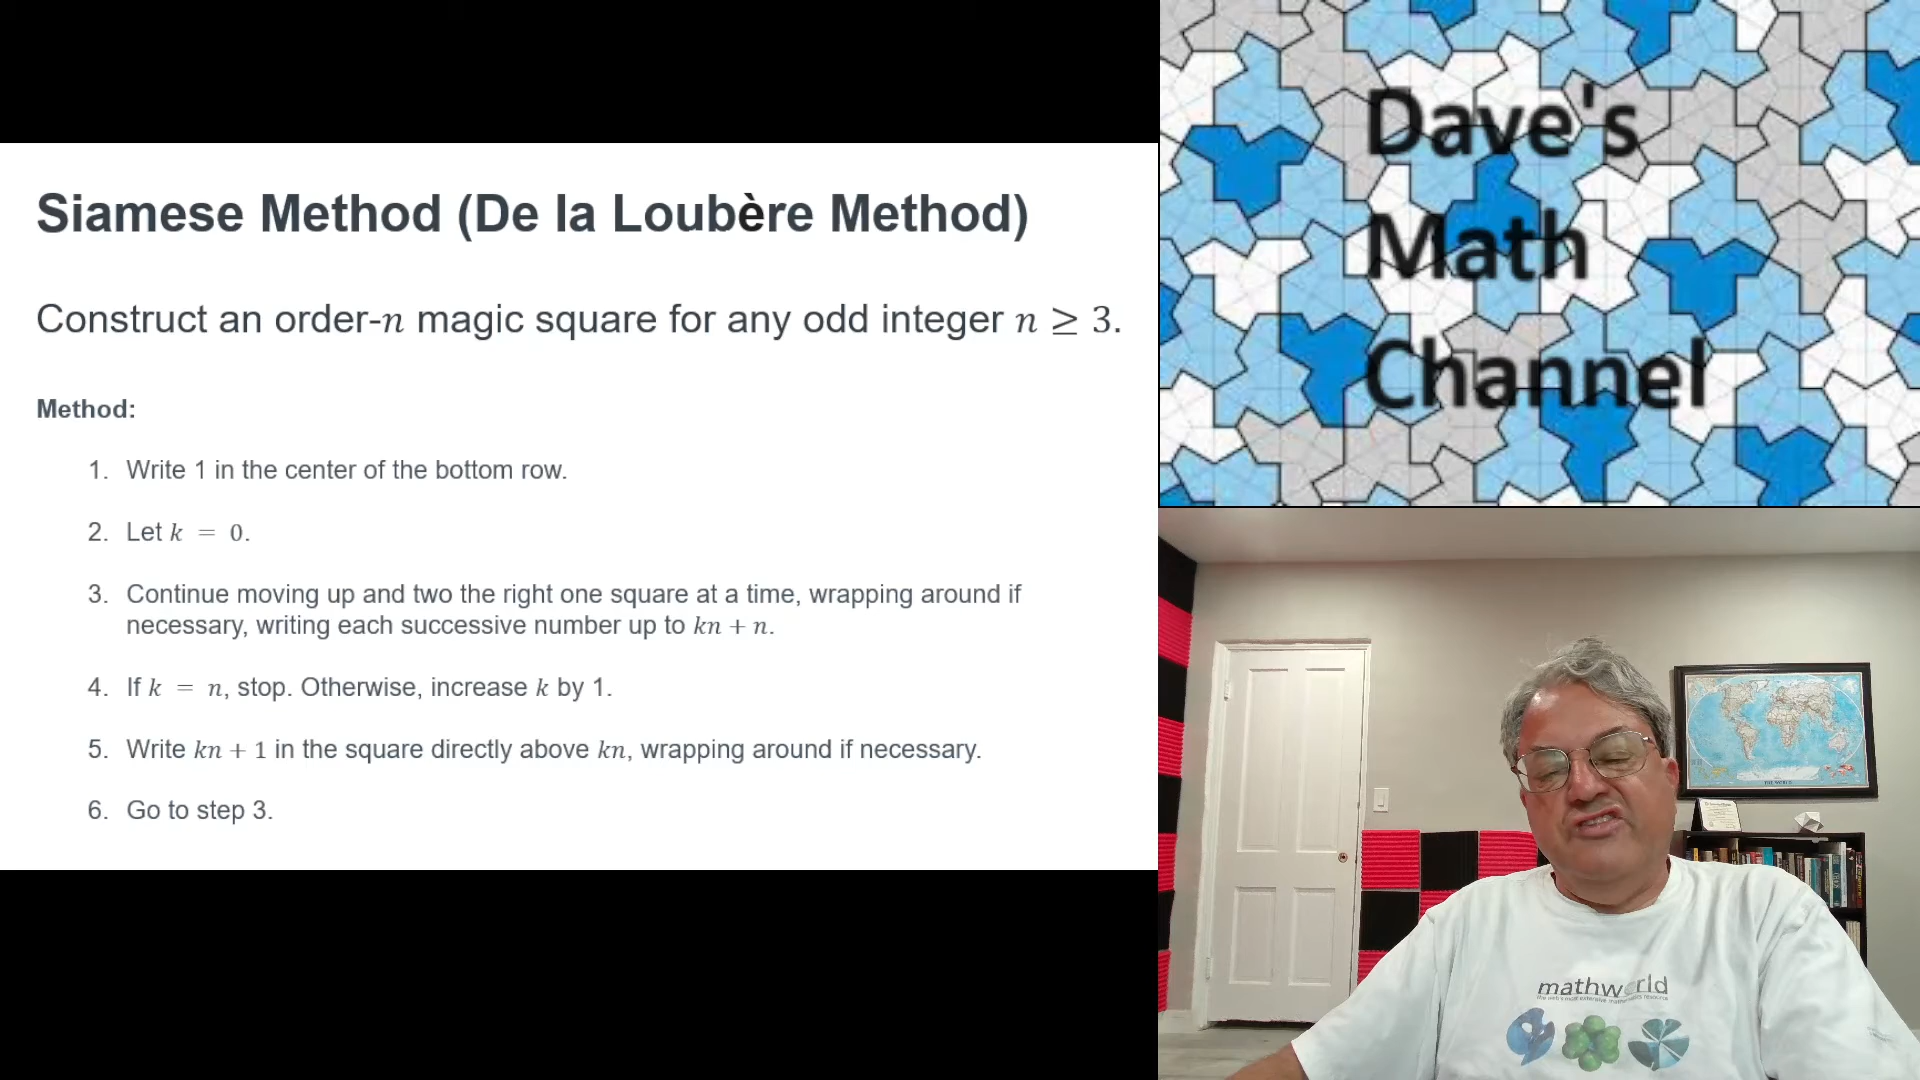 Siamese Method (De la Loubère Method)
Construct an order-n magic square for any odd integer n ≥ 3.
Method:
1. Write 1 in the center of the bottom row.
2. Let k = 0.
3. Continue moving up and two the right one square at a time, wrapping around if
necessary, writing each successive number up to kn + n.
4. If k = n, stop. Otherwise, increase k by 1.
5. Write kn + 1 in the square directly above kn, wrapping around if necessary.
6. Go to step 3.
Dave's
Math
Channel
mathworld